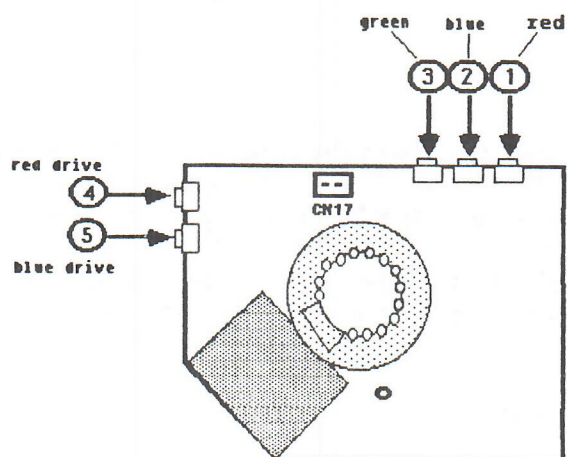 green blue red
3 2 1
red drive
4
CN17
5
blue drive